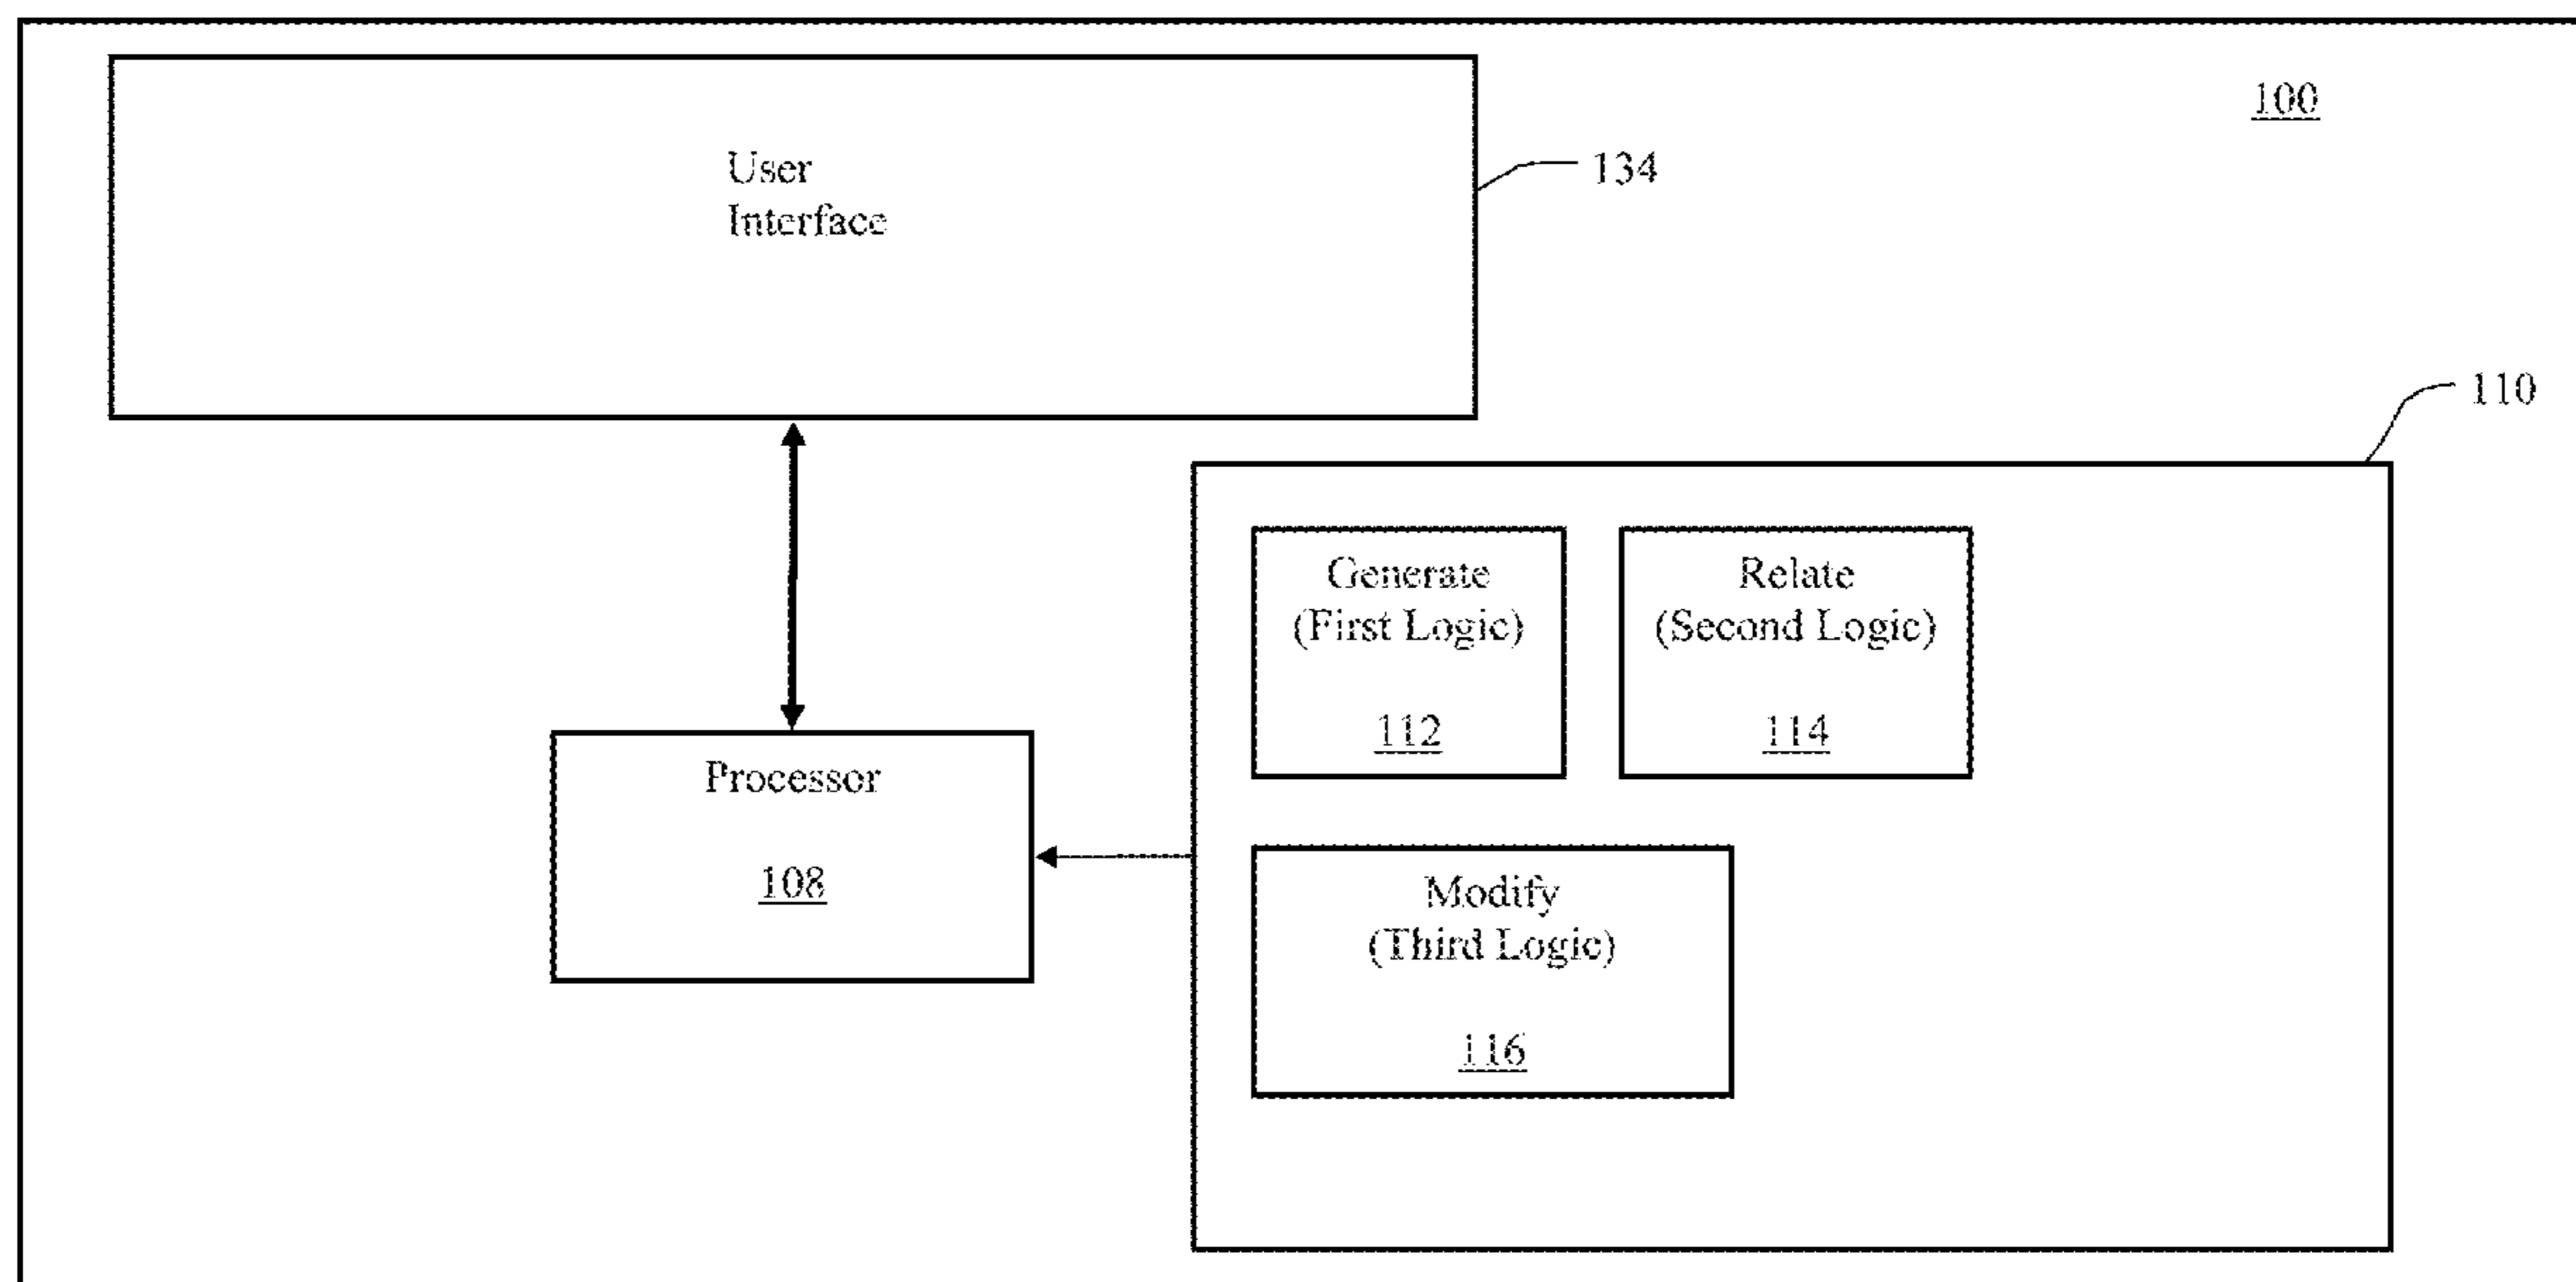 100
User
Interface
134
110
Generate
(First Logic)
112
Relate
(Second Logic)
114
Processor
108
Modify
(Third Logic)
116